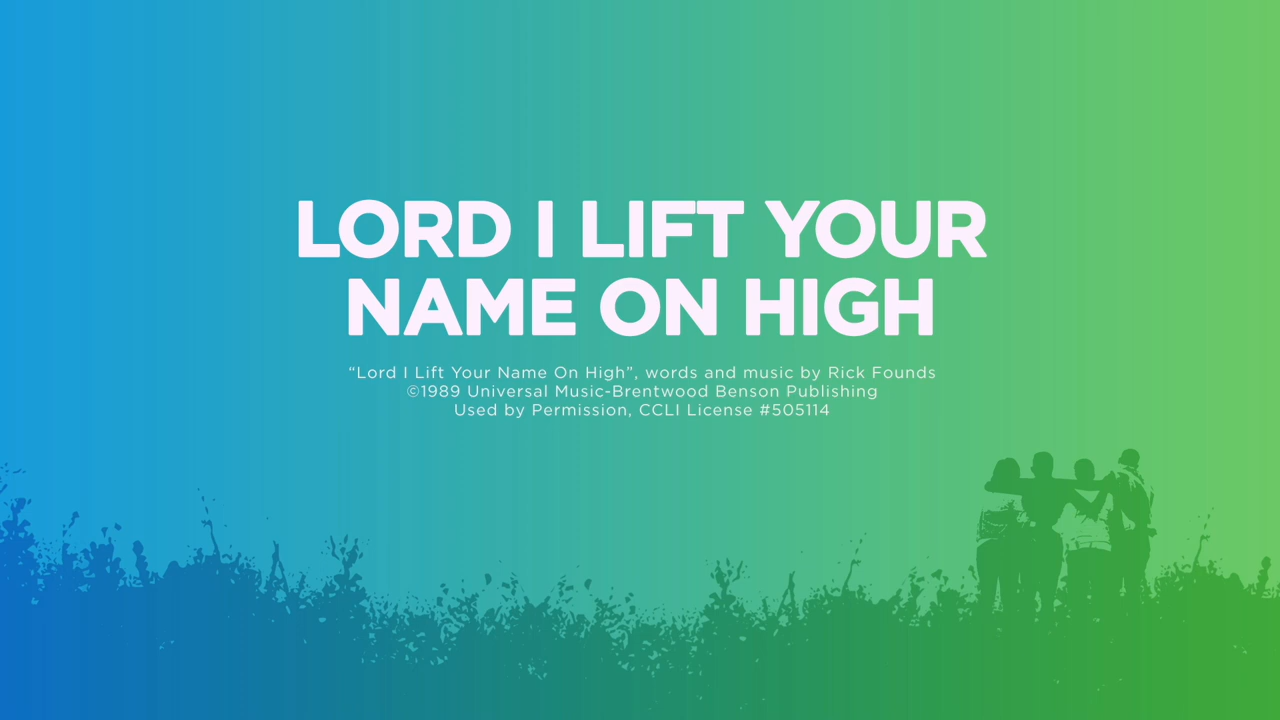 LORD I LIFT YOUR
NAME ON HIGH
“Lord I Lift Your Name On High”, words and music by Rick Founds
©1989 Universal Music-Brentwood Benson Publishing
Used by Permission, CCLI License #505114